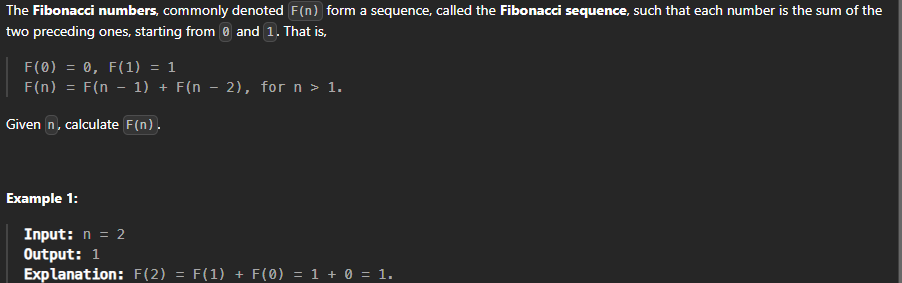 The Fibonacci numbers, commonly denoted F(n) form a sequence, called the Fibonacci sequence, such that each number is the sum of the
two preceding ones, starting from 0 and 1. That is,
F(0) = 0, F(1) = 1
F(n) = F(n - 1) + F(n - 2), for n > 1.
Given n, calculate F(n).
Example 1:
Input: n = 2
Output: 1
Explanation: F(2) = F(1) + F(0) = 1 + 0 = 1.